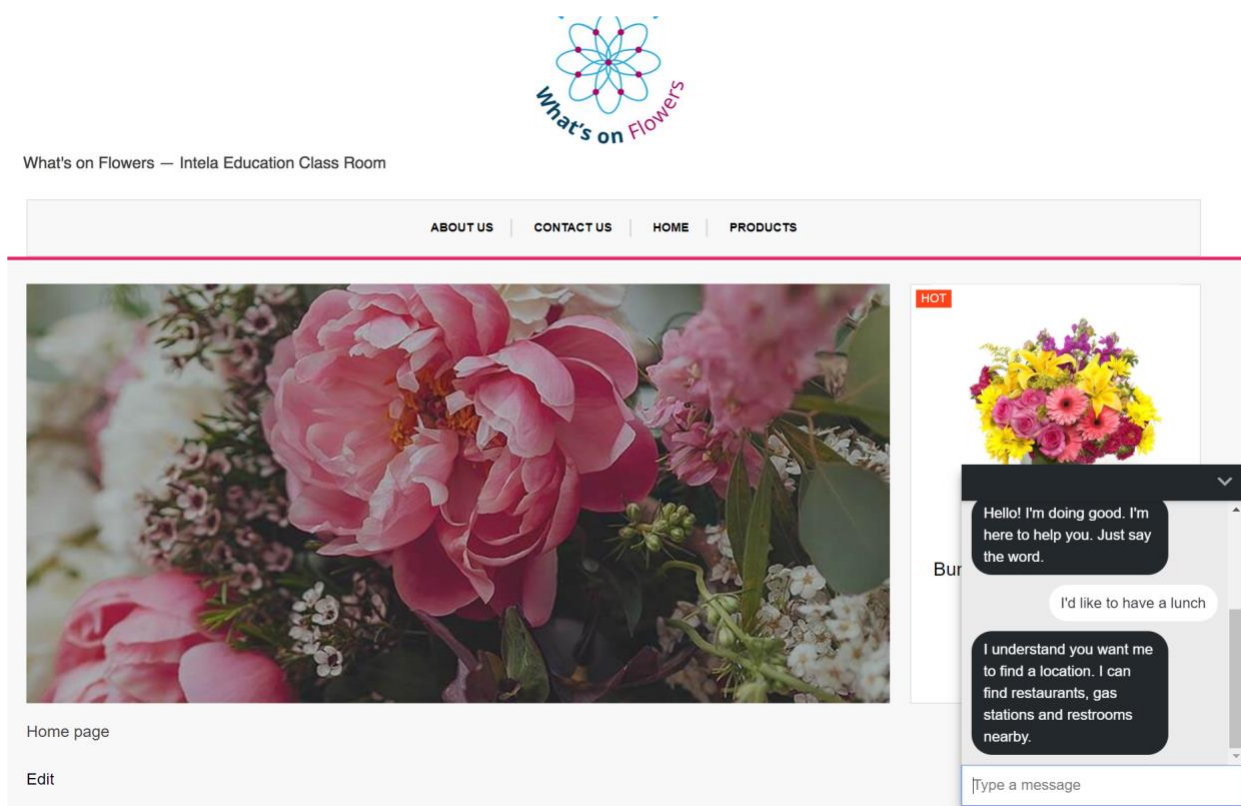 What's on Flowers
What's on Flowers — Intela Education Class Room
ABOUT US
CONTACT US
HOME
PRODUCTS
HOT
Hello! I'm doing good. I'm
here to help you. Just say
the word.
Bur
I'd like to have a lunch
I understand you want me
to find a location. I can
find restaurants, gas
stations and restrooms
nearby.
Home page
Edit
Type a message